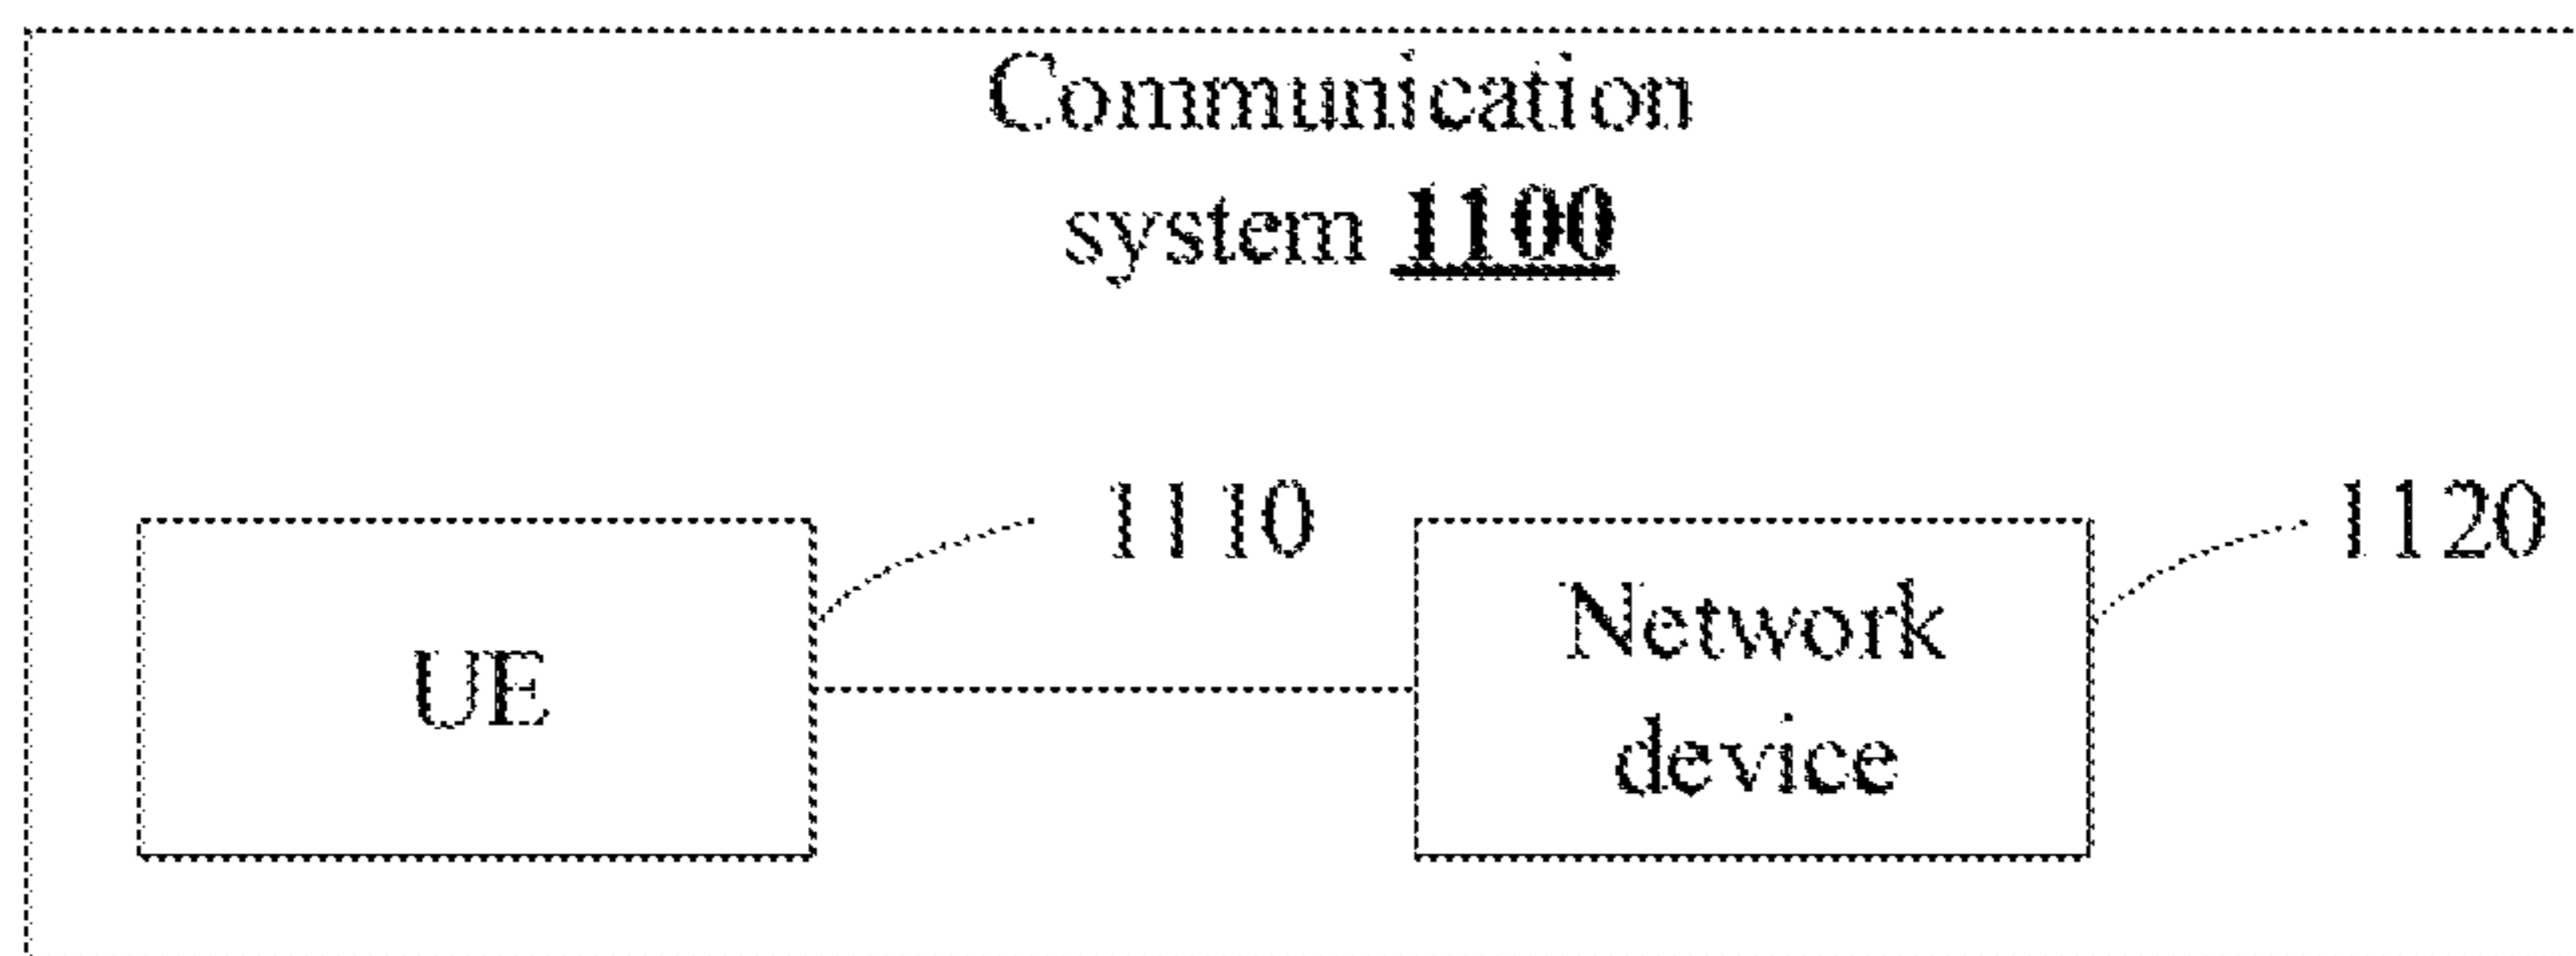 Communication
system 1100
1110
1120
UE
Network
device